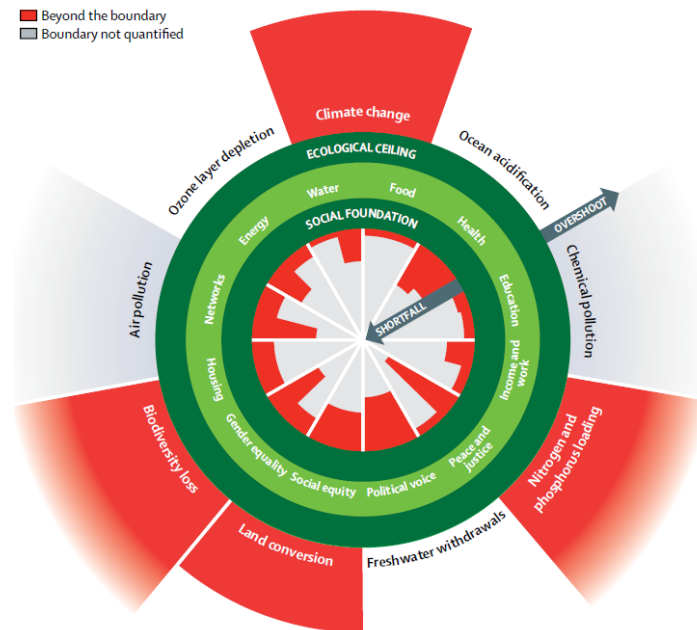 Beyond the boundary
Boundary not quantified
Climate change
Ozone layer depletion
Ocean acidification
ECOLOGICAL CEILING
Water
Food
Energy
Health
SOCIAL FOUNDATION
OVERSHOOT
Networks
Education
SHORTFALL
Air pollution
Chemical pollution
Housing
Income and
work
Gender equality
Social equity
Political voice
Peace and
justice
Biodiversity loss
Nitrogen and
phosphorus loading
Land conversion
Freshwater withdrawals